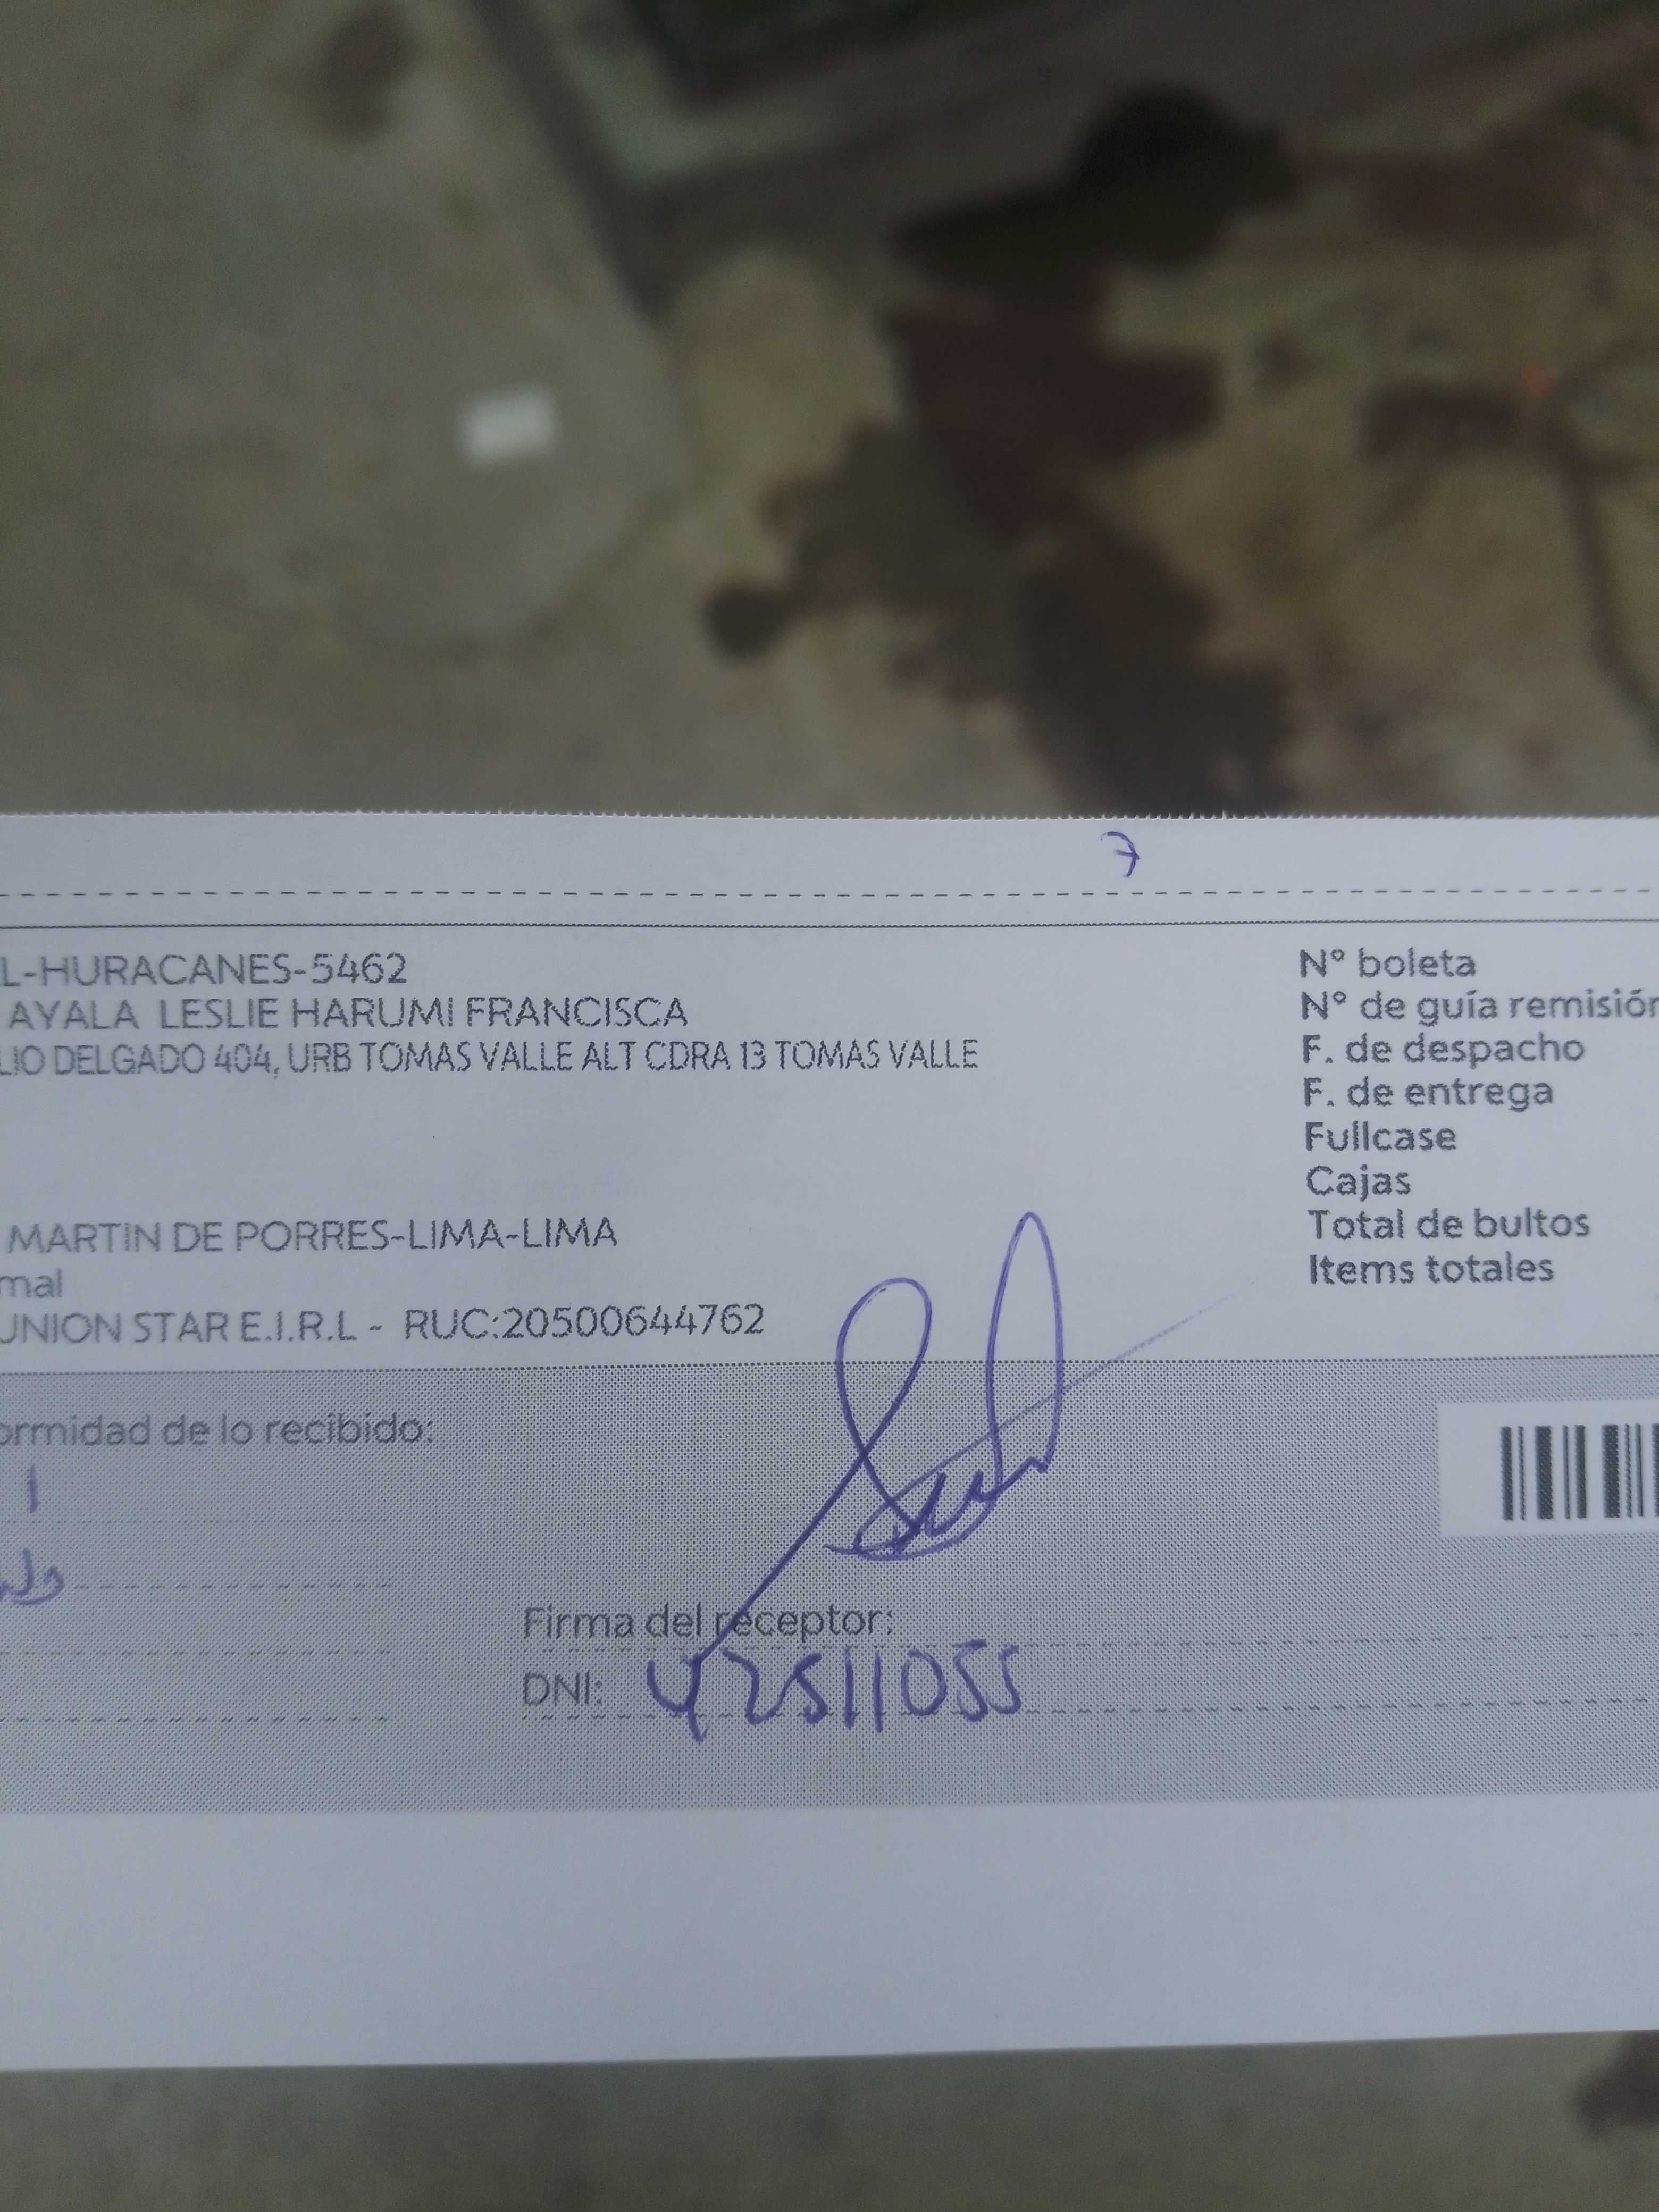 7
L-HURACANES-5462
AYALA LESLIE HARUMI FRANCISCA
LIO DELGADO 404, URB TOMAS VALLE ALT CDRA 13 TOMAS VALLE
MARTIN DE PORRES-LIMA-LIMA
mal
UNION STAR E.I.R.L - RUC:20500644762
N° boleta
N° de guía remisión
F. de despacho
F. de entrega
Fullcase
Cajas
Total de bultos
Items totales
ormidad de lo recibido:
Firma del receptor:
DNI: 42511055